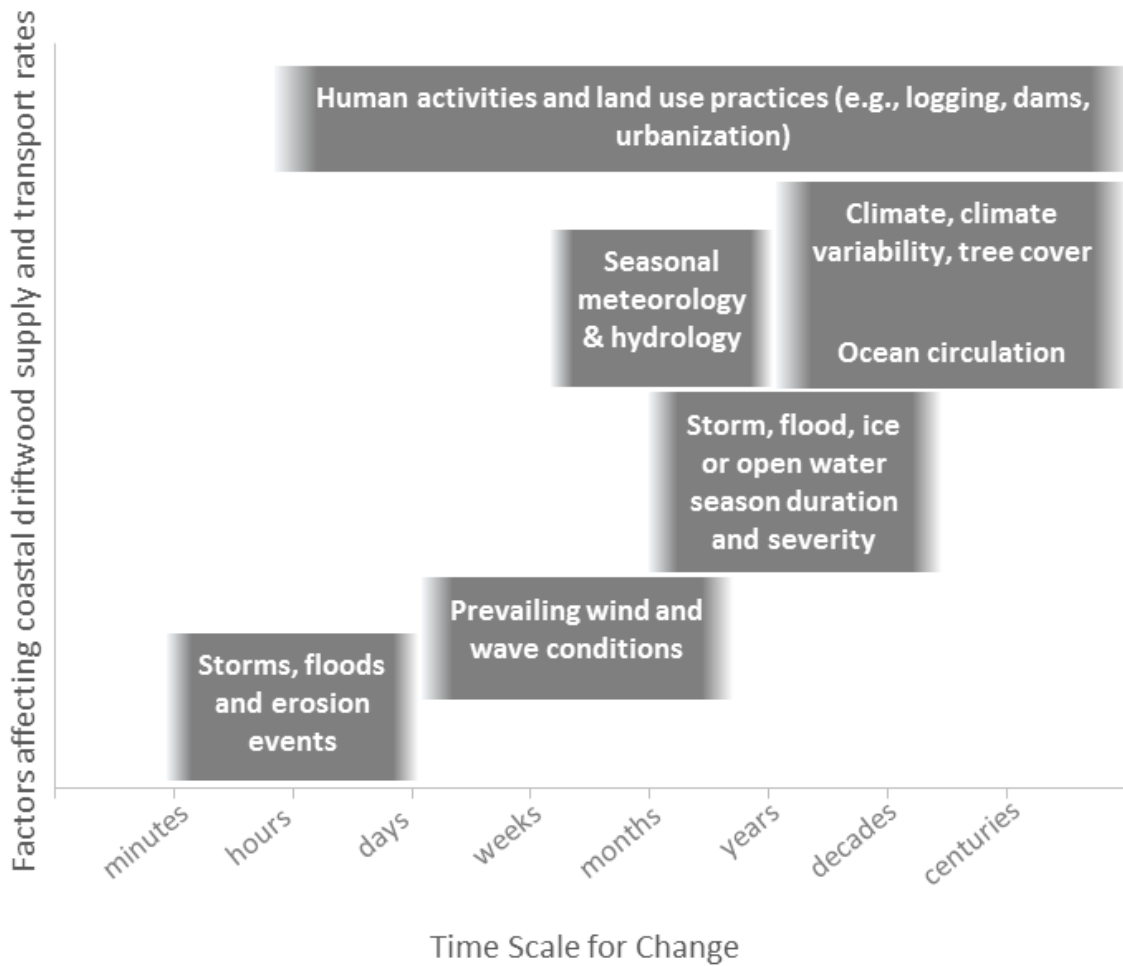 Factors affecting coastal driftwood supply and transport rates
Human activities and land use practices (e.g., logging, dams,
urbanization)
Climate, climate
variability, tree cover
Ocean circulation
Seasonal
meteorology
& hydrology
Storm, flood, ice
or open water
season duration
and severity
Prevailing wind and
wave conditions
Storms, floods
and erosion
events
minutes
hours
days
weeks
months
years
decades
centuries
Time Scale for Change